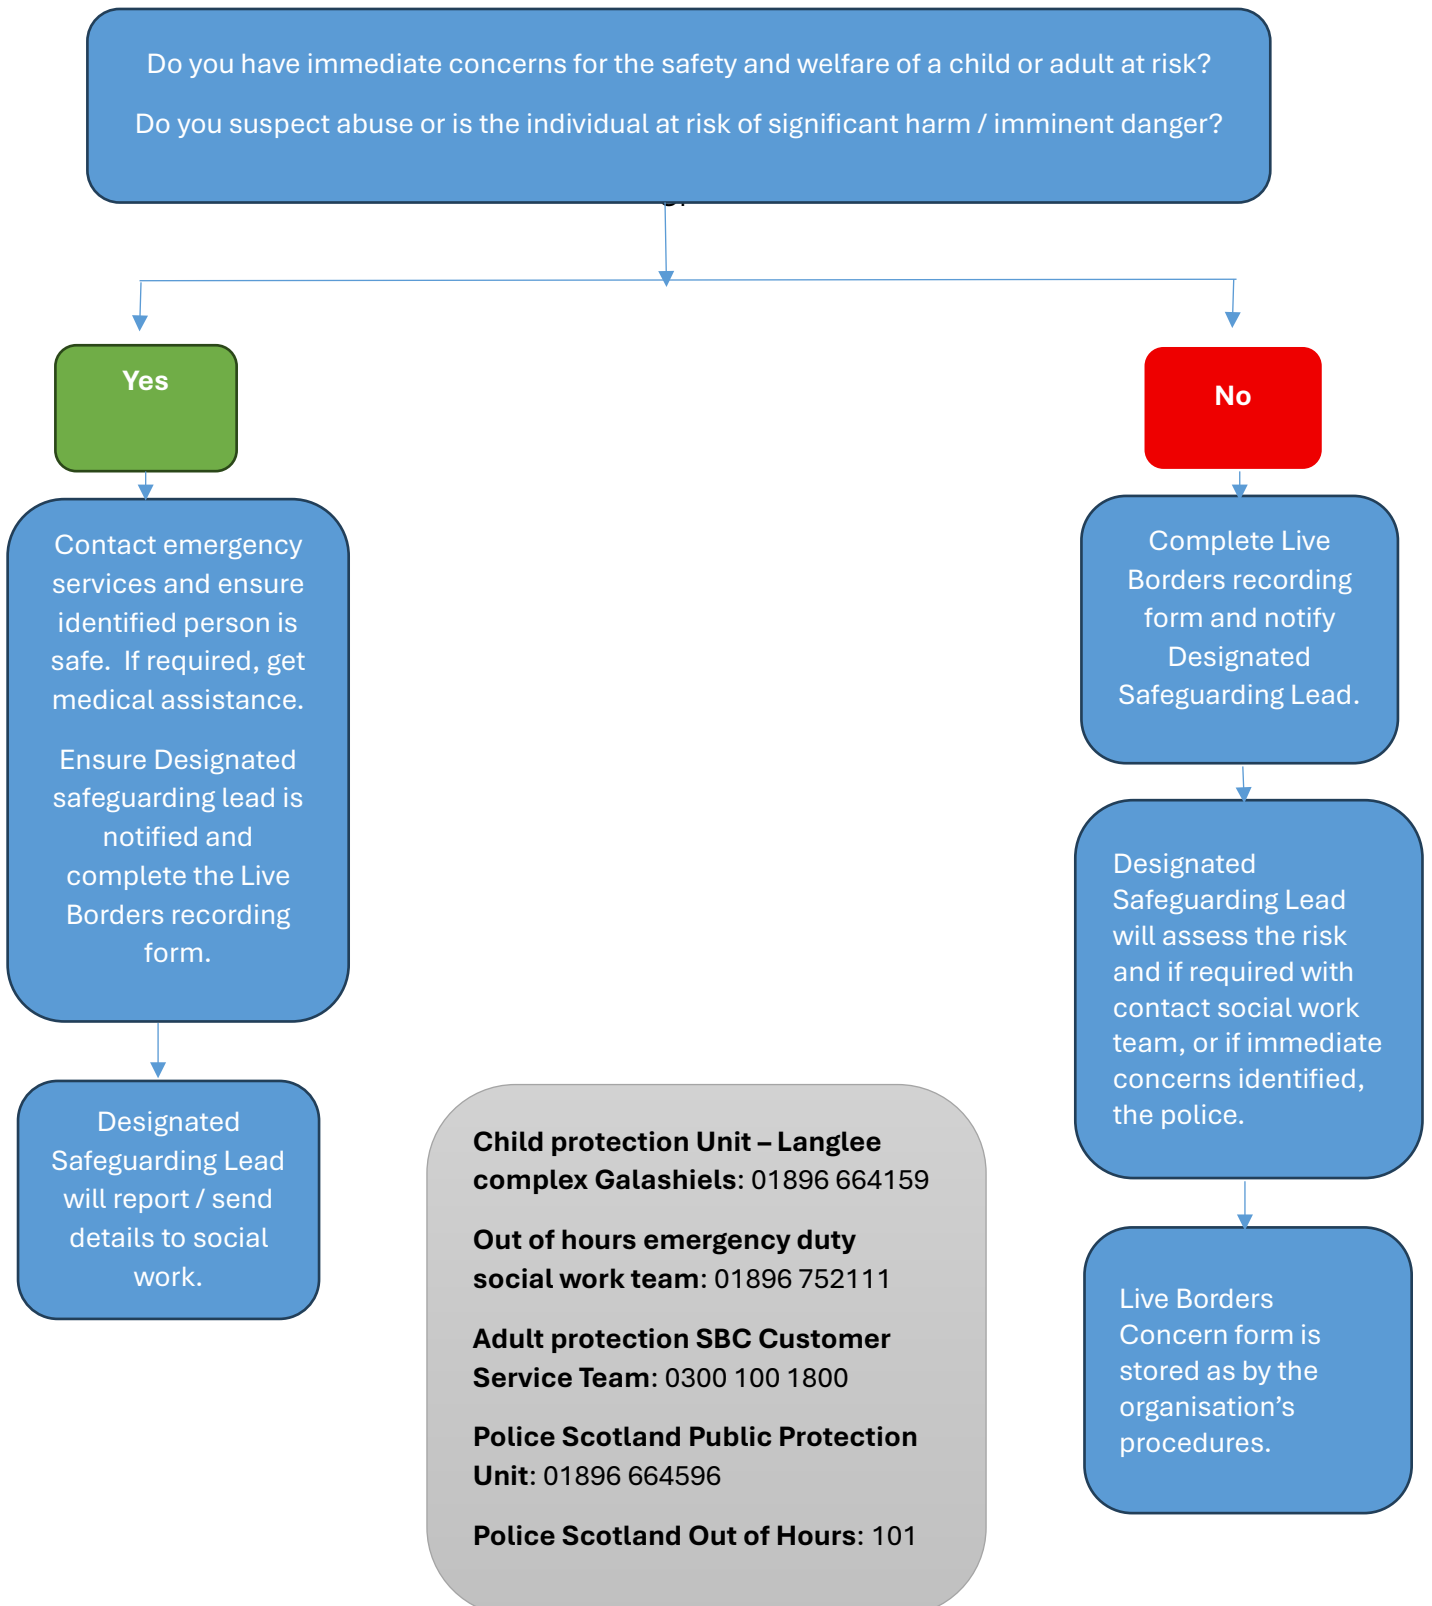 Do you have immediate concerns for the safety and welfare of a child or adult at risk?
Do you suspect abuse or is the individual at risk of significant harm / imminent danger?
Yes
Contact emergency
services and ensure
identified person is
safe.  If required, get
medical assistance.
Ensure Designated
safeguarding lead is
notified and
complete the Live
Borders recording
form.
Designated
Safeguarding Lead
will report / send
details to social
work.
No
Complete Live
Borders recording
form and notify
Designated
Safeguarding Lead.
Designated
Safeguarding Lead
will assess the risk
and if required with
contact social work
team, or if immediate
concerns identified,
the police.
Live Borders
Concern form is
stored as by the
organisation’s
procedures.
Child protection Unit – Langlee
complex Galashiels: 01896 664159
Out of hours emergency duty
social work team: 01896 752111
Adult protection SBC Customer
Service Team: 0300 100 1800
Police Scotland Public Protection
Unit: 01896 664596
Police Scotland Out of Hours: 101